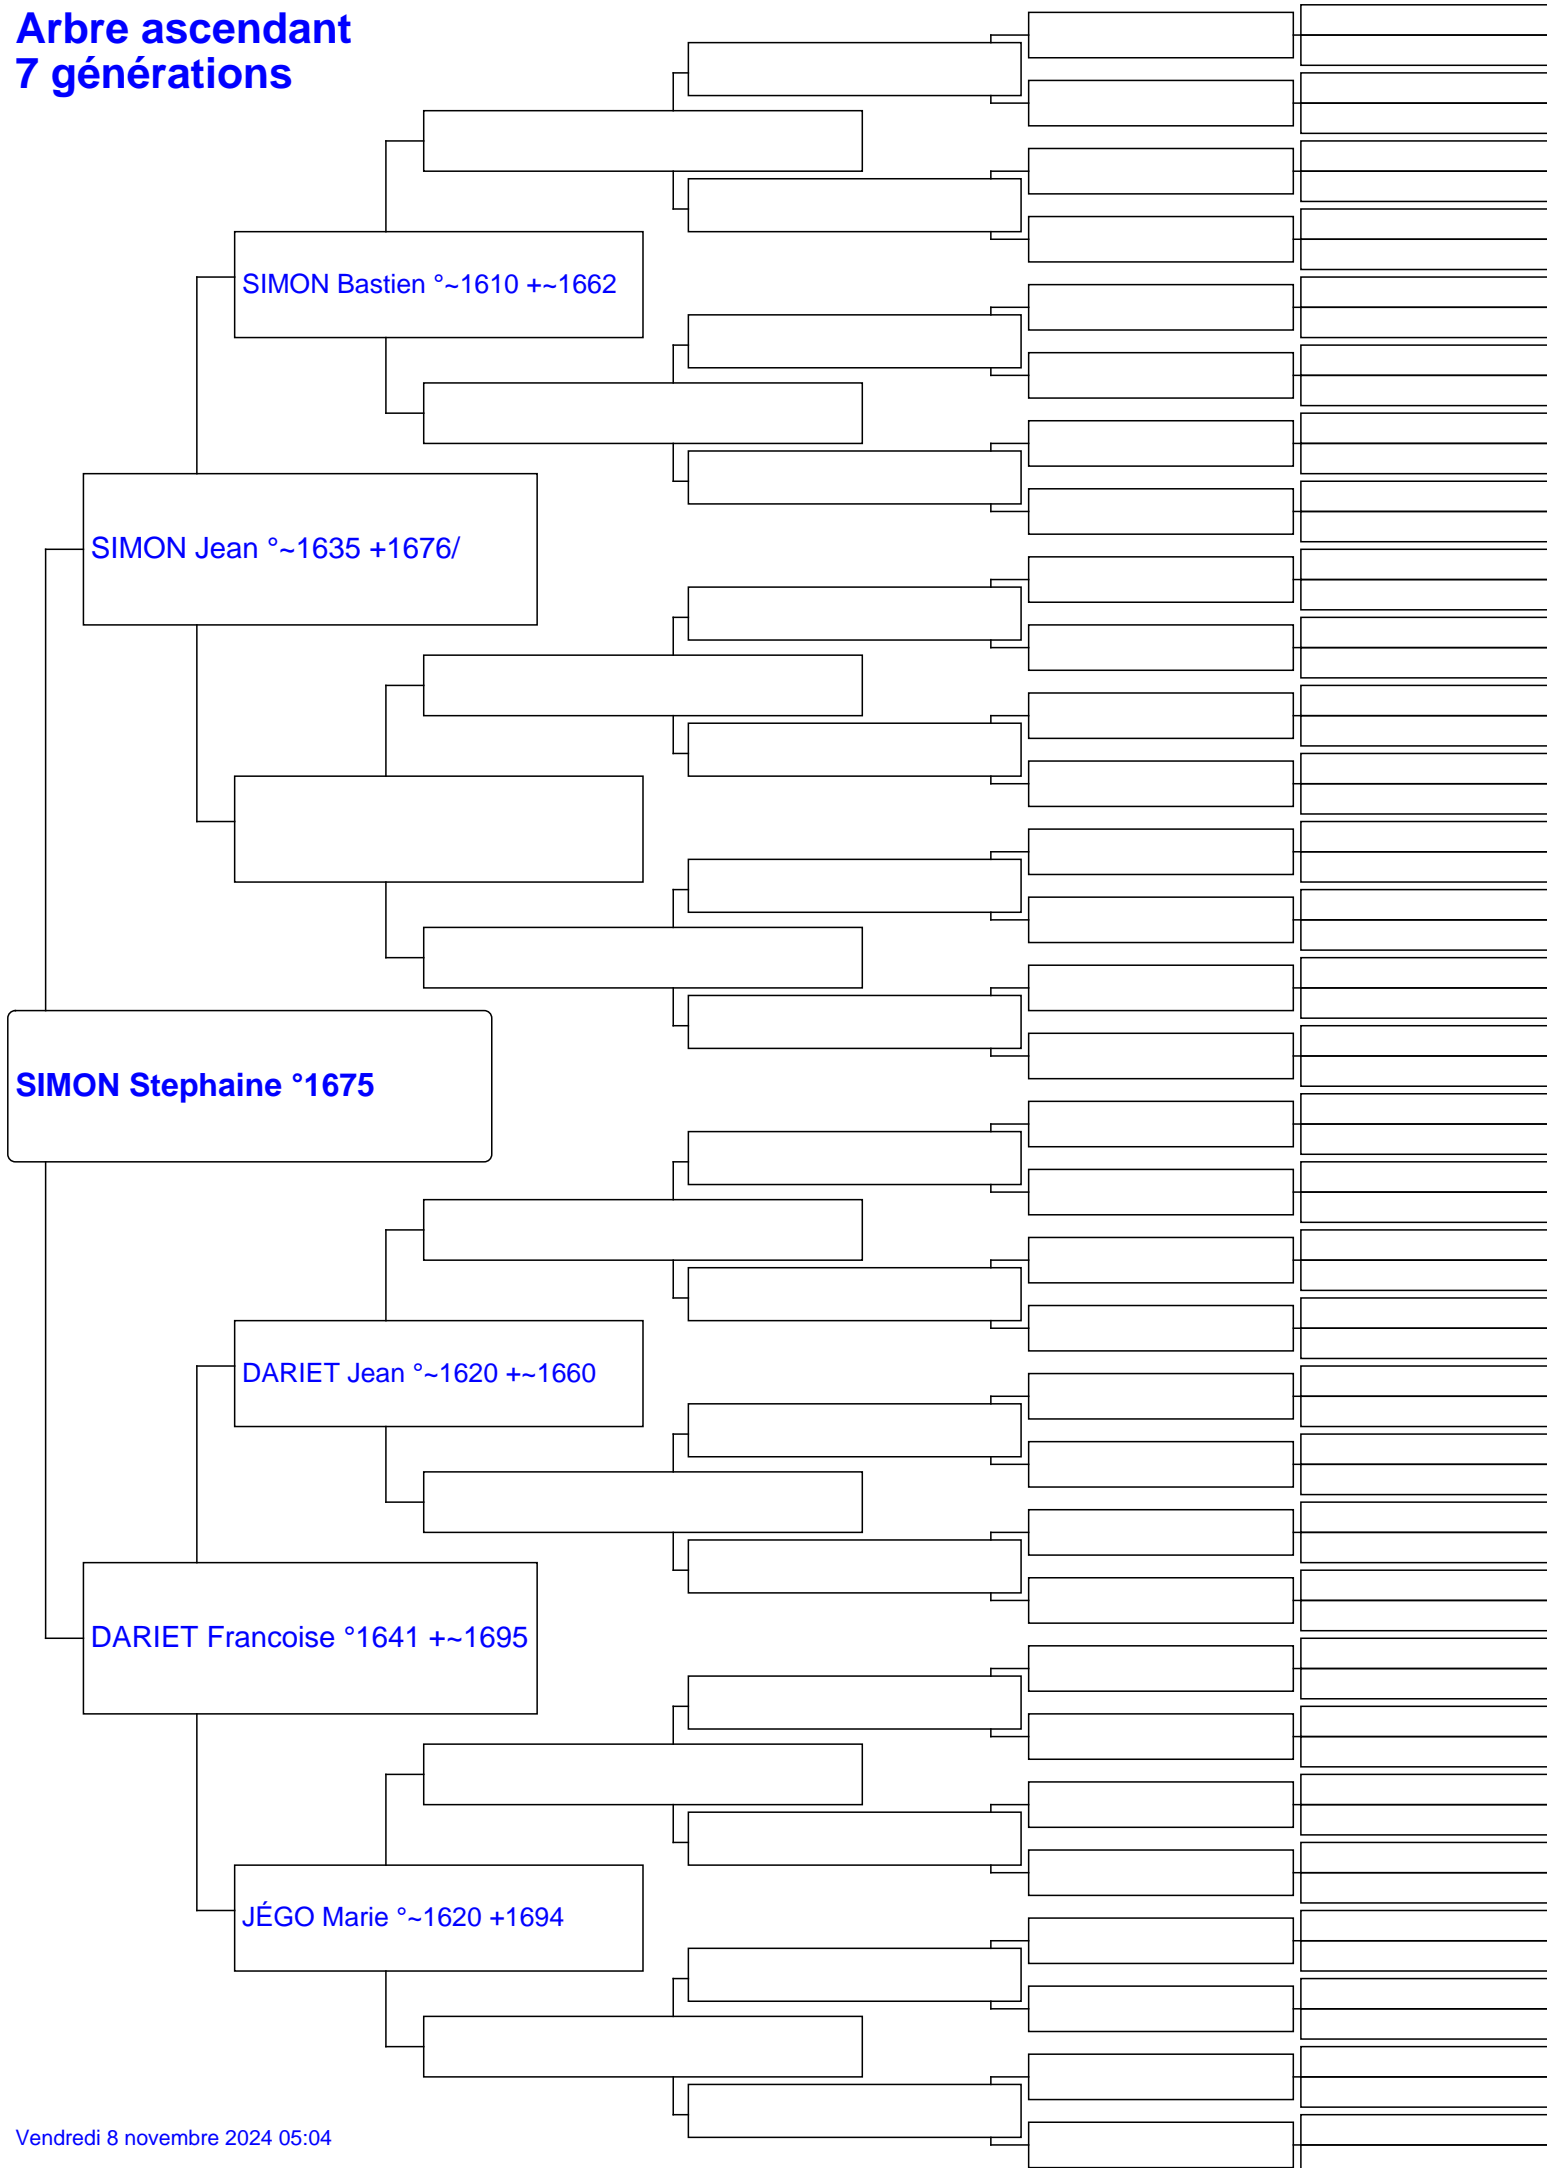 Arbre ascendant
7 générations
SIMON Bastien °~1610 +~1662
SIMON Jean °~1635 +1676/
SIMON Stephaine °1675
DARIET Jean °~1620 +~1660
DARIET Francoise °1641 +~1695
JÉGO Marie °~1620 +1694
Vendredi 8 novembre 2024 05:04